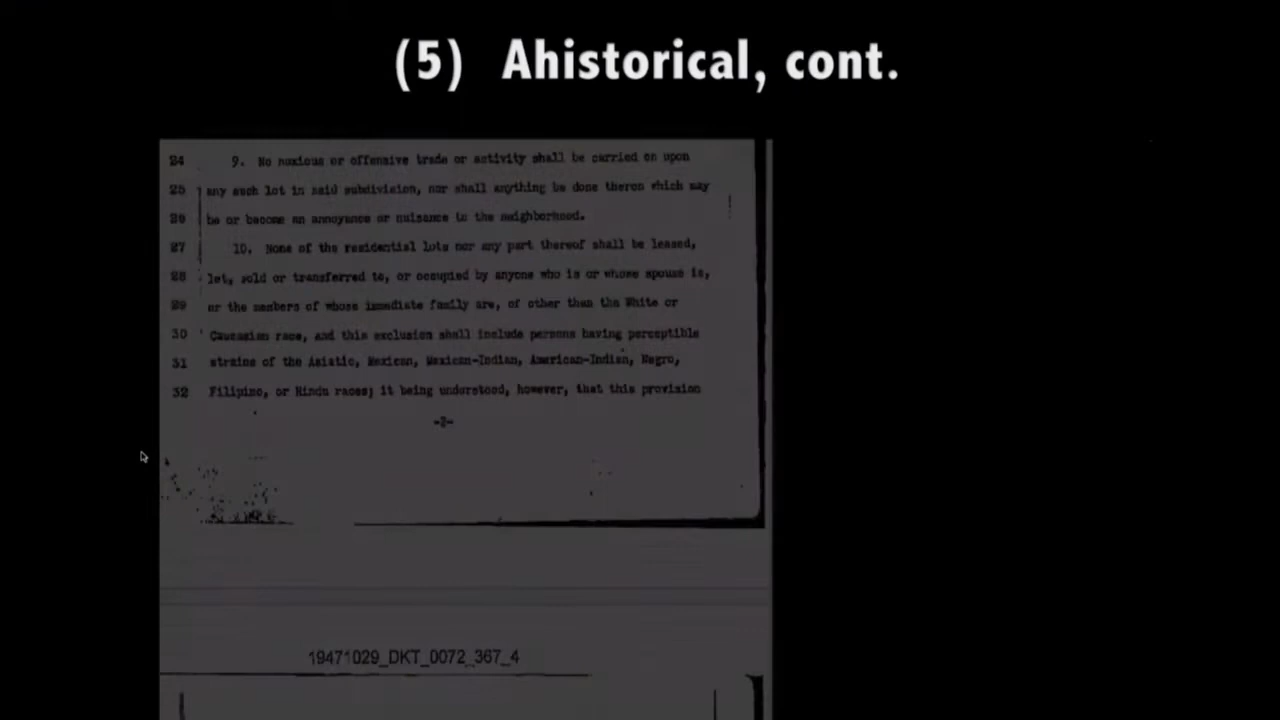 (5) Ahistorical, cont.
24 9. No noxious or offensive trade or activity shall be carried on upon
25 any such lot in said subdivision, nor shall anything be done theron which may
26 be or become an annoyance or nuisance to the neighborhood.
27 10. None of the residential lots nor any part thereof shall be leased,
28 let, sold or transferred to, or occupied by anyone who is or whose spouse is,
29 or the members of whose immediate family are, of other than the White or
30 Caucasian race, and this exclusion shall include persons having perceptible
31 strains of the Asiatic, Mexican, Mexican-Indian, American-Indian, Negro,
32 Filipino, or Hindu races; it being understood, however, that this provision
-2-
19471029_DKT_0072_367_4